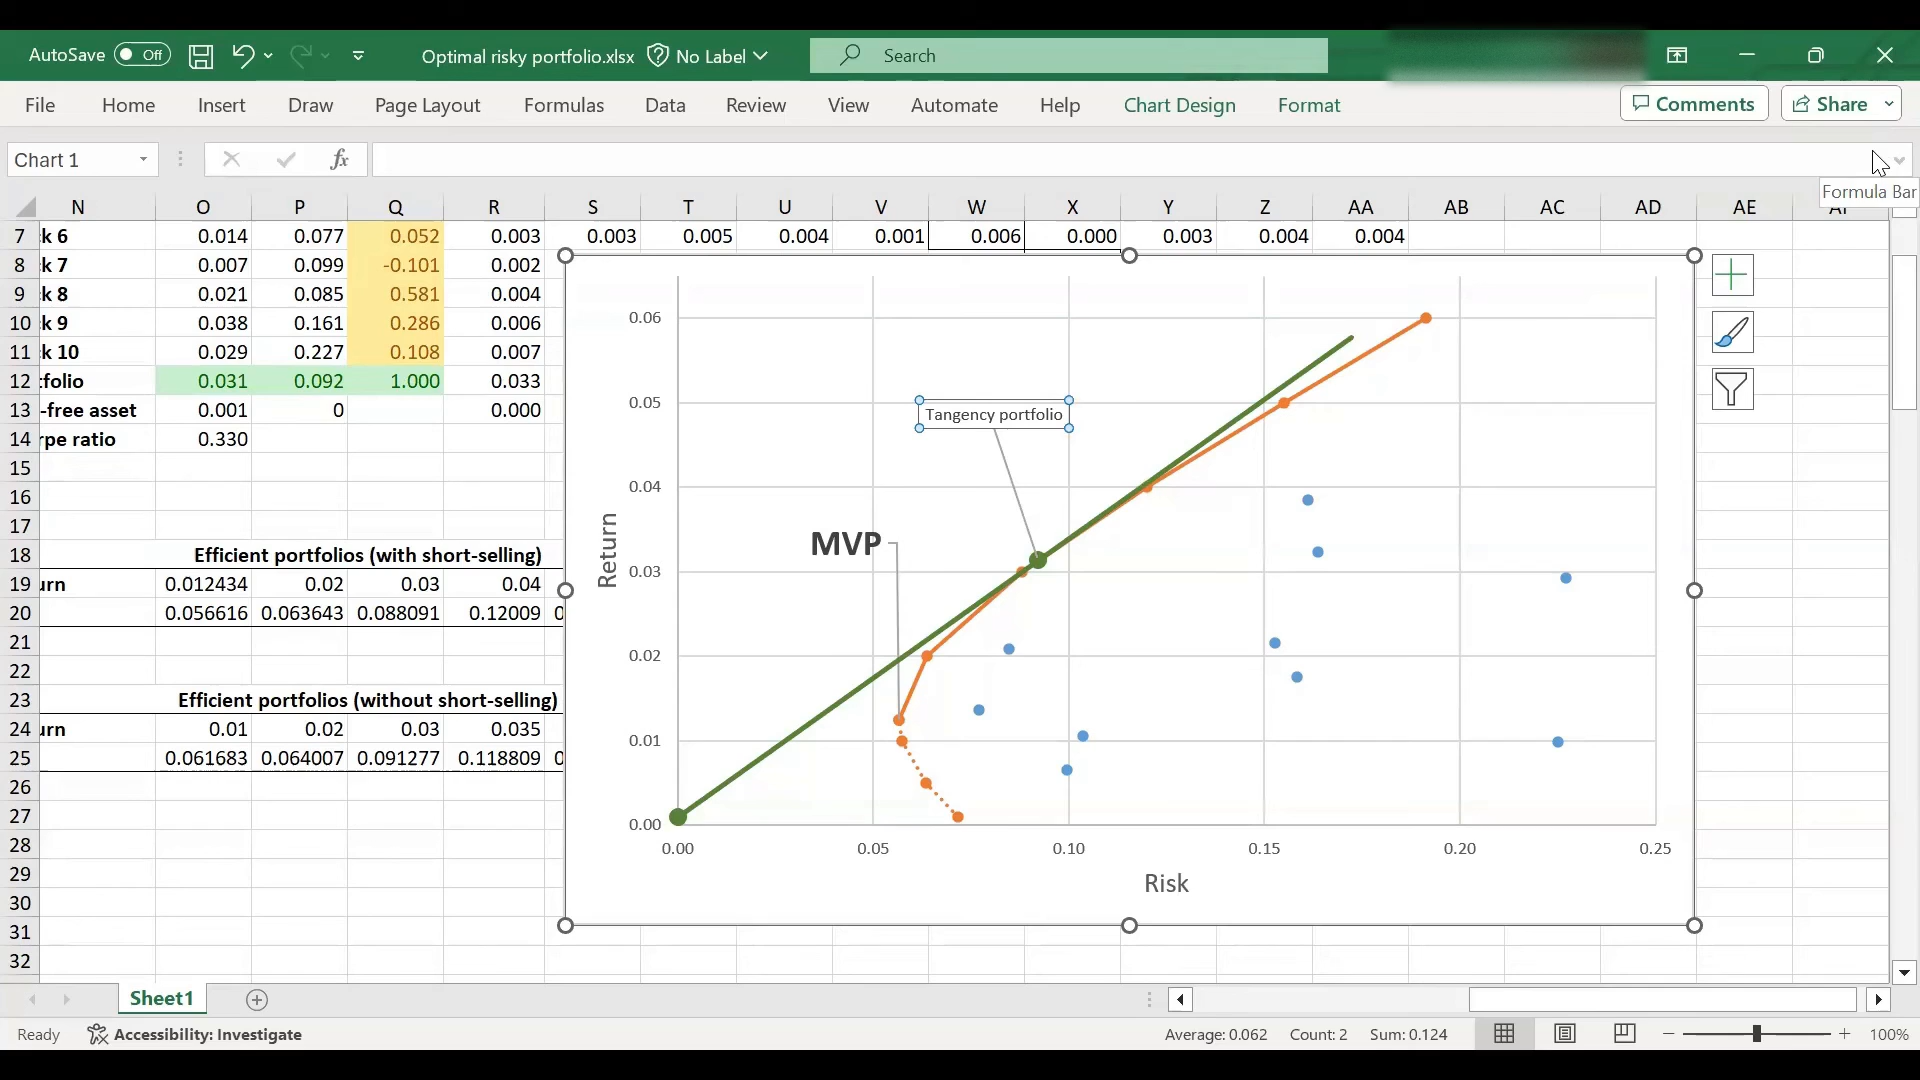 AutoSave Off Optimal risky portfolio.xlsx No Label Search
File Home Insert Draw Page Layout Formulas Data Review View Automate Help Chart Design Format Comments Share
Chart 1 fx
Formula Bar
N O P Q R S T U V W X Y Z AA AB AC AD AE
7 k 6 0.014 0.077 0.052 0.003 0.003 0.005 0.004 0.001 0.006 0.000 0.003 0.004 0.004
8 k 7 0.007 0.099 -0.101 0.002
9 k 8 0.021 0.085 0.581 0.004
10 k 9 0.038 0.161 0.286 0.006
11 k 10 0.029 0.227 0.108 0.007
12 folio 0.031 0.092 1.000 0.033
13 -free asset 0.001 0 0.000
14 rpe ratio 0.330
15
16
17
18 Efficient portfolios (with short-selling)
19 urn 0.012434 0.02 0.03 0.04
20 0.056616 0.063643 0.088091 0.12009 0
21
22
23 Efficient portfolios (without short-selling)
24 urn 0.01 0.02 0.03 0.035
25 0.061683 0.064007 0.091277 0.118809 0
26
27
28
29
30
31
32
0.06
0.05
Tangency portfolio
0.04
MVP
Return
0.03
0.02
0.01
0.00
0.00 0.05 0.10 0.15 0.20 0.25
Risk
Sheet1
Ready Accessibility: Investigate Average: 0.062 Count: 2 Sum: 0.124 100%